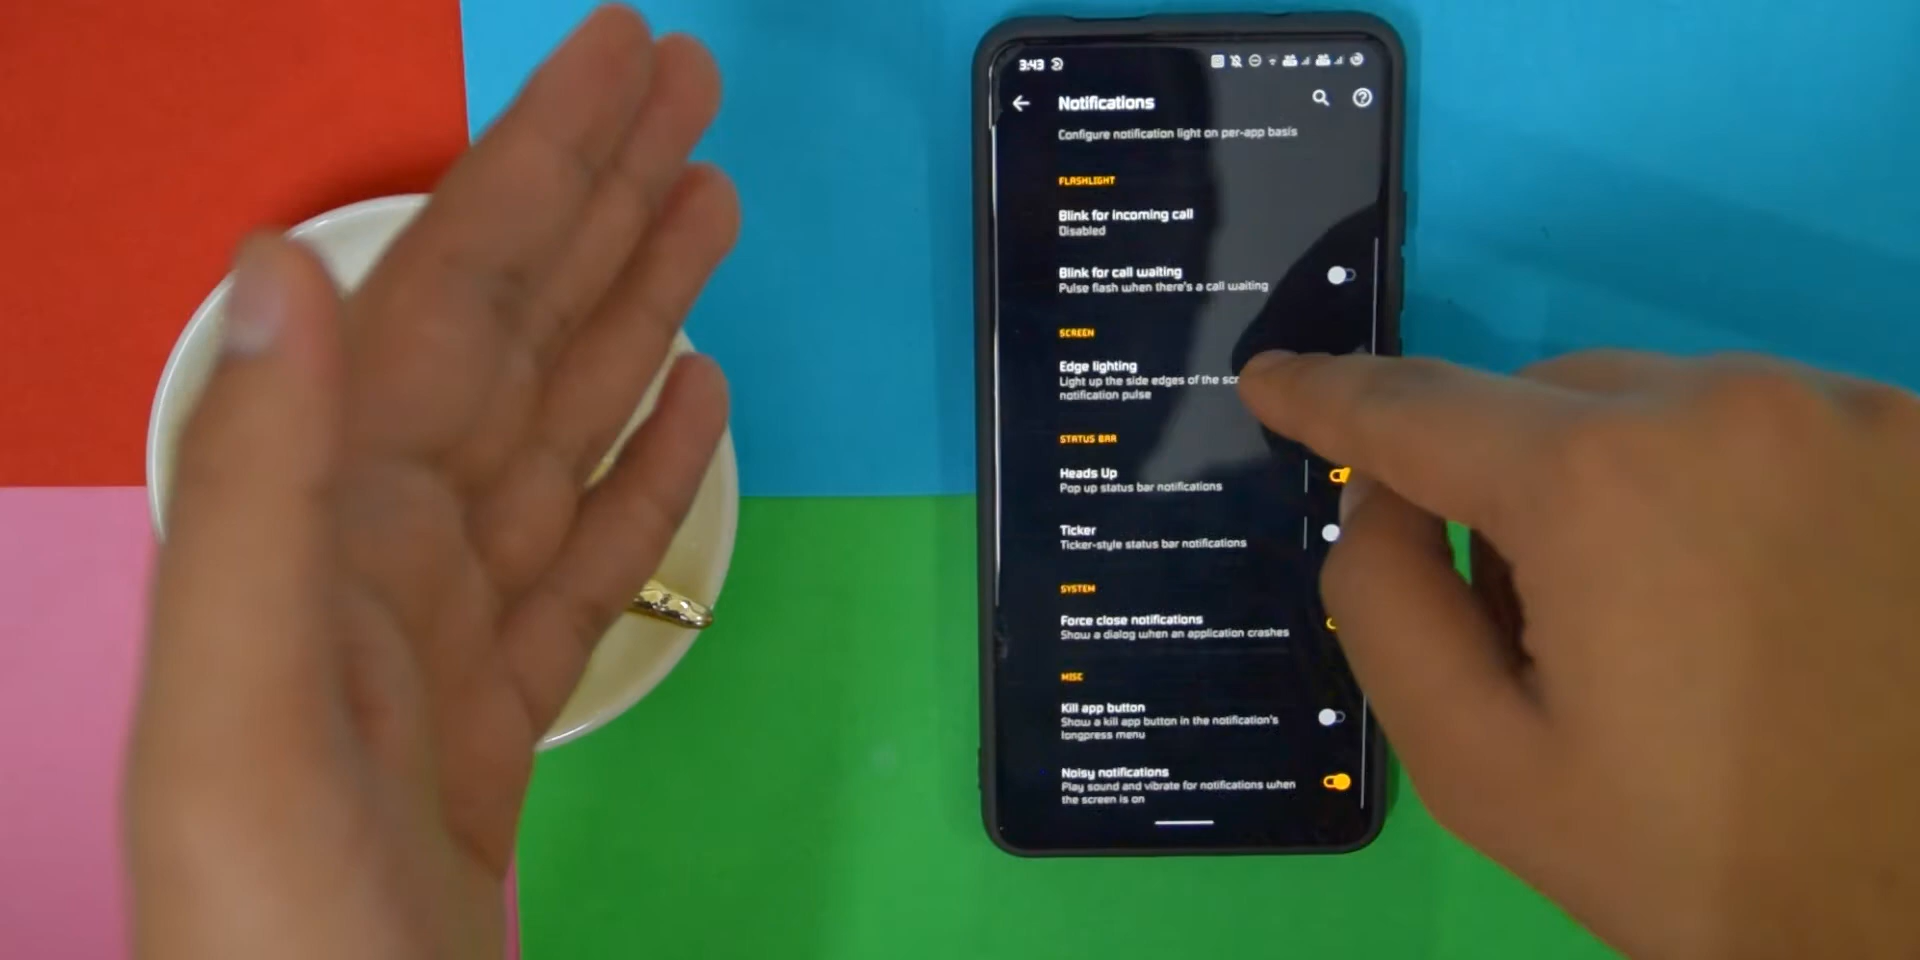 3:43
Notifications
Configure notification light on per-app basis
FLASHLIGHT
Blink for incoming call
Disabled
Blink for call waiting
Pulse flash when there's a call waiting
SCREEN
Edge lighting
Light up the side edges of the scr
notification pulse
STATUS BAR
Heads Up
Pop up status bar notifications
Ticker
Ticker-style status bar notifications
SYSTEM
Force close notifications
Show a dialog when an application crashes
MISC
Kill app button
Show a kill app button in the notification's
longpress menu
Noisy notifications
Play sound and vibrate for notifications when
the screen is on